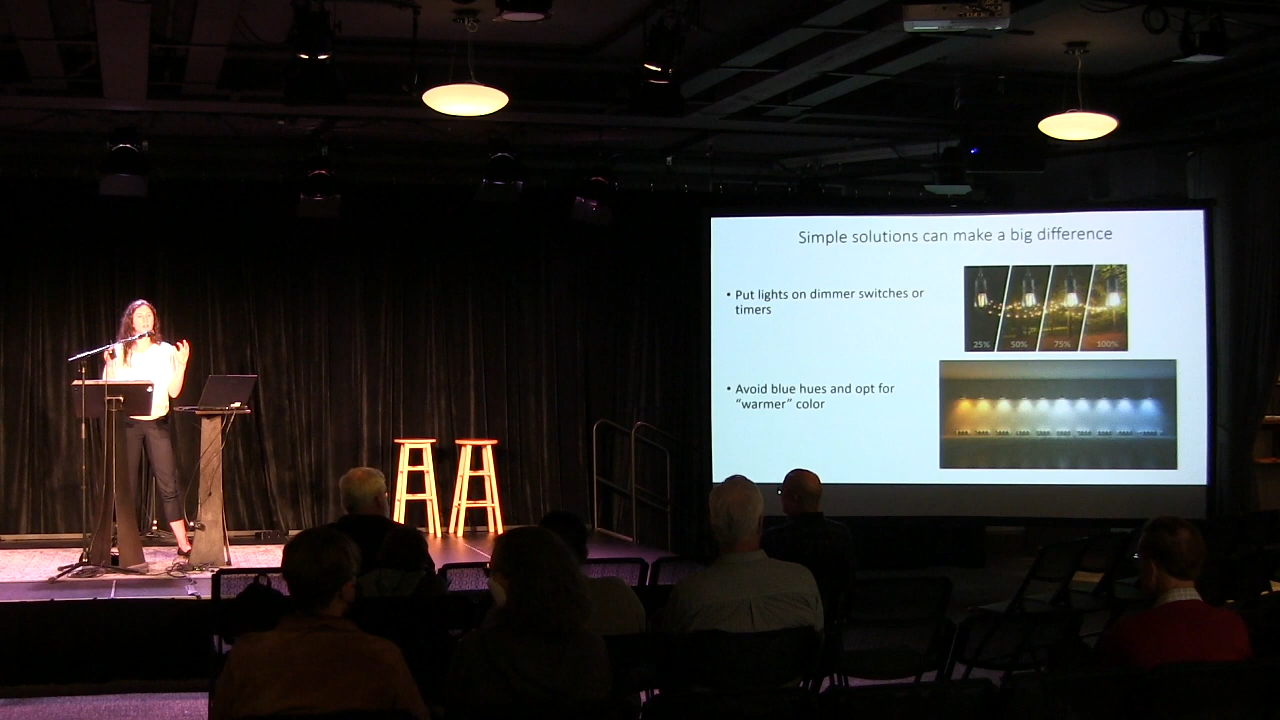 Simple solutions can make a big difference
• Put lights on dimmer switches or
timers
25% 50% 75% 100%
• Avoid blue hues and opt for
“warmer” color